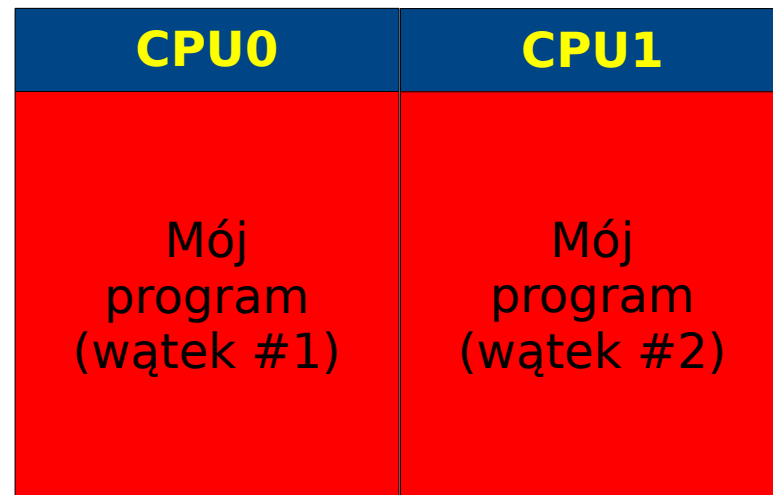 CPU0
CPU1
Mój
program
(wątek #1)
Mój
program
(wątek #2)